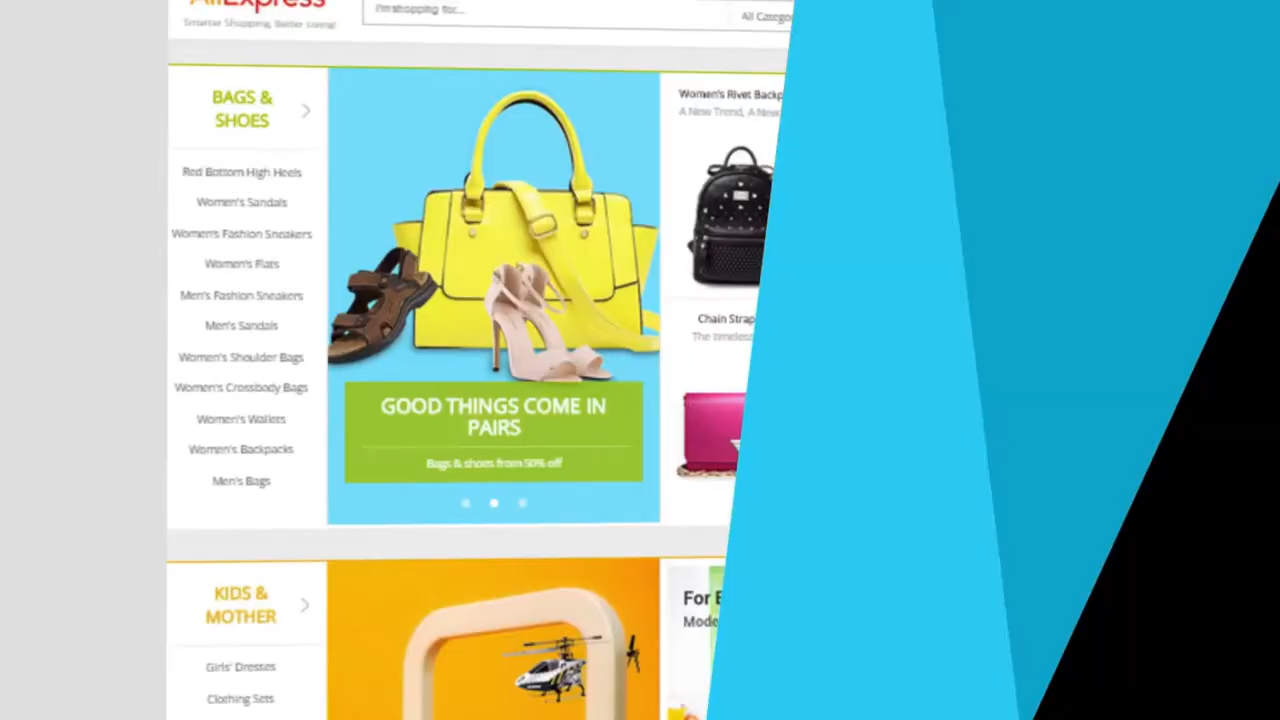 AliExpress
Smarter Shopping, Better Living!
I'm shopping for...
All Catego
BAGS &
SHOES
Red Bottom High Heels
Women's Sandals
Women's Fashion Sneakers
Women's Flats
Men's Fashion Sneakers
Men's Sandals
Women's Shoulder Bags
Women's Crossbody Bags
Women's Wallets
Women's Backpacks
Men's Bags
GOOD THINGS COME IN
PAIRS
Bags & shoes from 50% off
Women's Rivet Backp
A New Trend, A New
Chain Strap
The timeless
KIDS &
MOTHER
Girls' Dresses
Clothing Sets
For
Mode